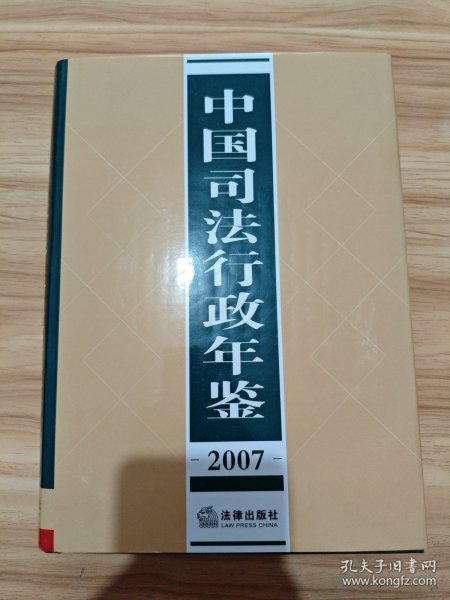 中国司法行政年鉴
2007
法律出版社
LAW PRESS CHINA
孔夫子旧书网
www.kongfz.com